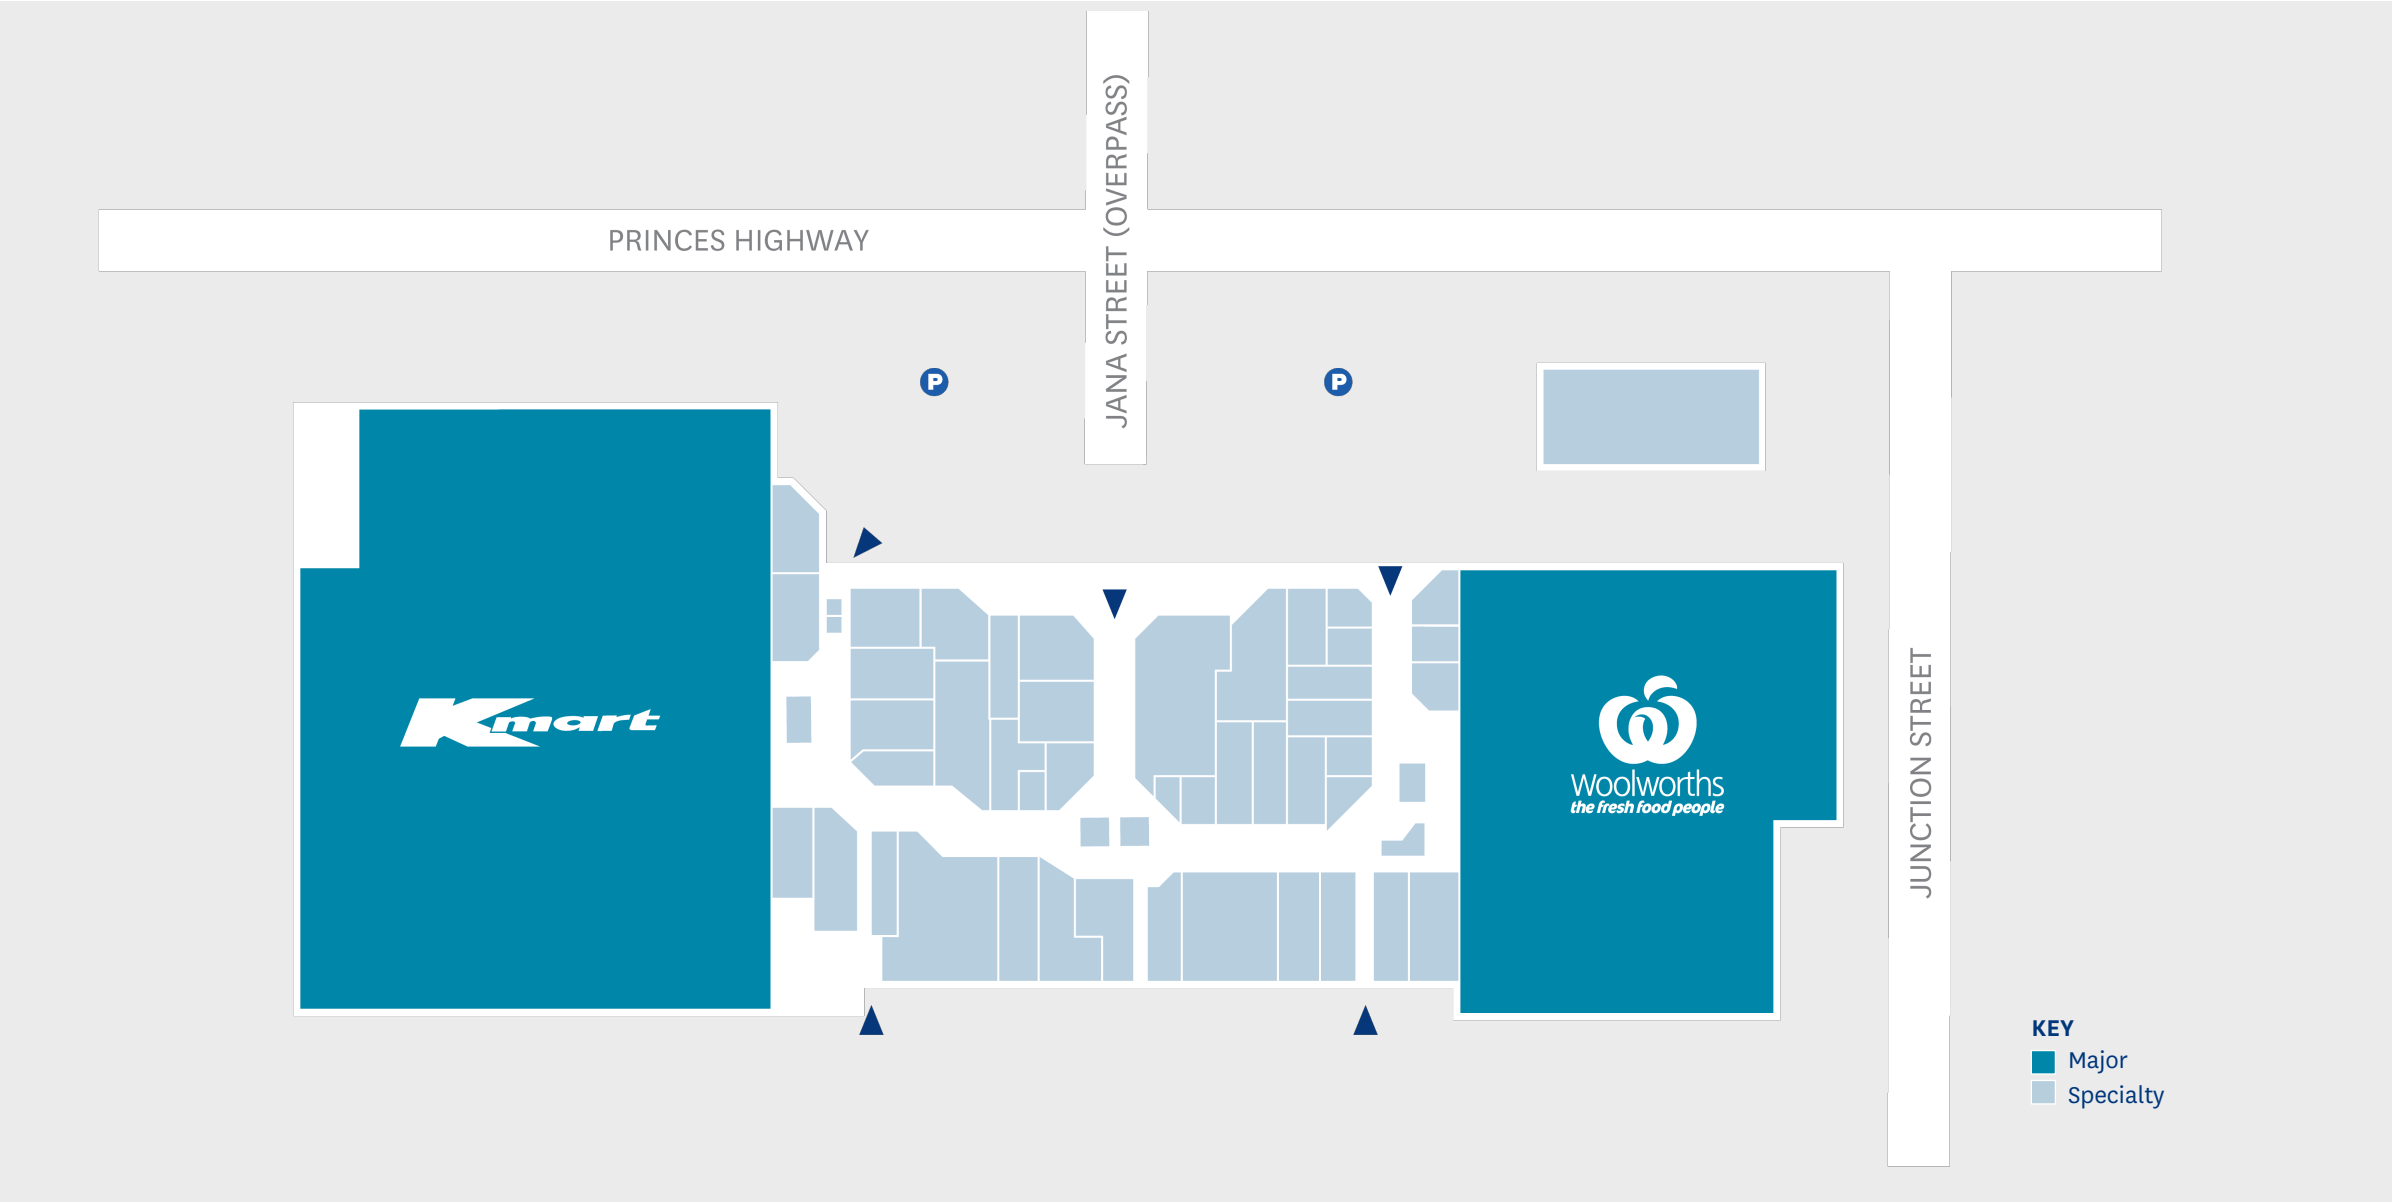 JANA STREET (OVERPASS)
PRINCES HIGHWAY
P
P
Kmart
Woolworths
the fresh food people
JUNCTION STREET
KEY
Major
Specialty